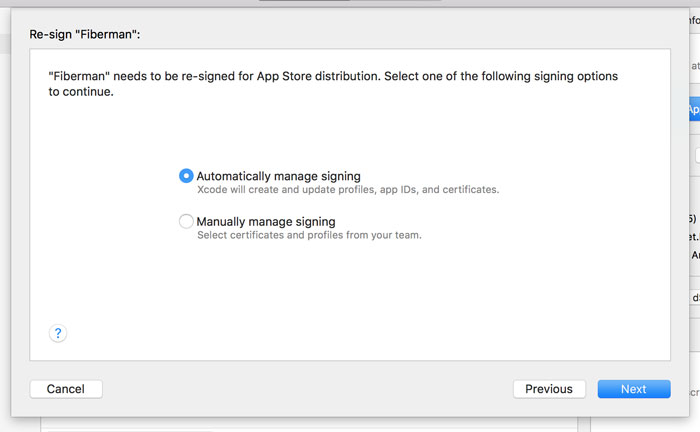 Re-sign "Fiberman":
"Fiberman" needs to be re-signed for App Store distribution. Select one of the following signing options
to continue.
Automatically manage signing
Xcode will create and update profiles, app IDs, and certificates.
Manually manage signing
Select certificates and profiles from your team.
?
Cancel
Previous
Next